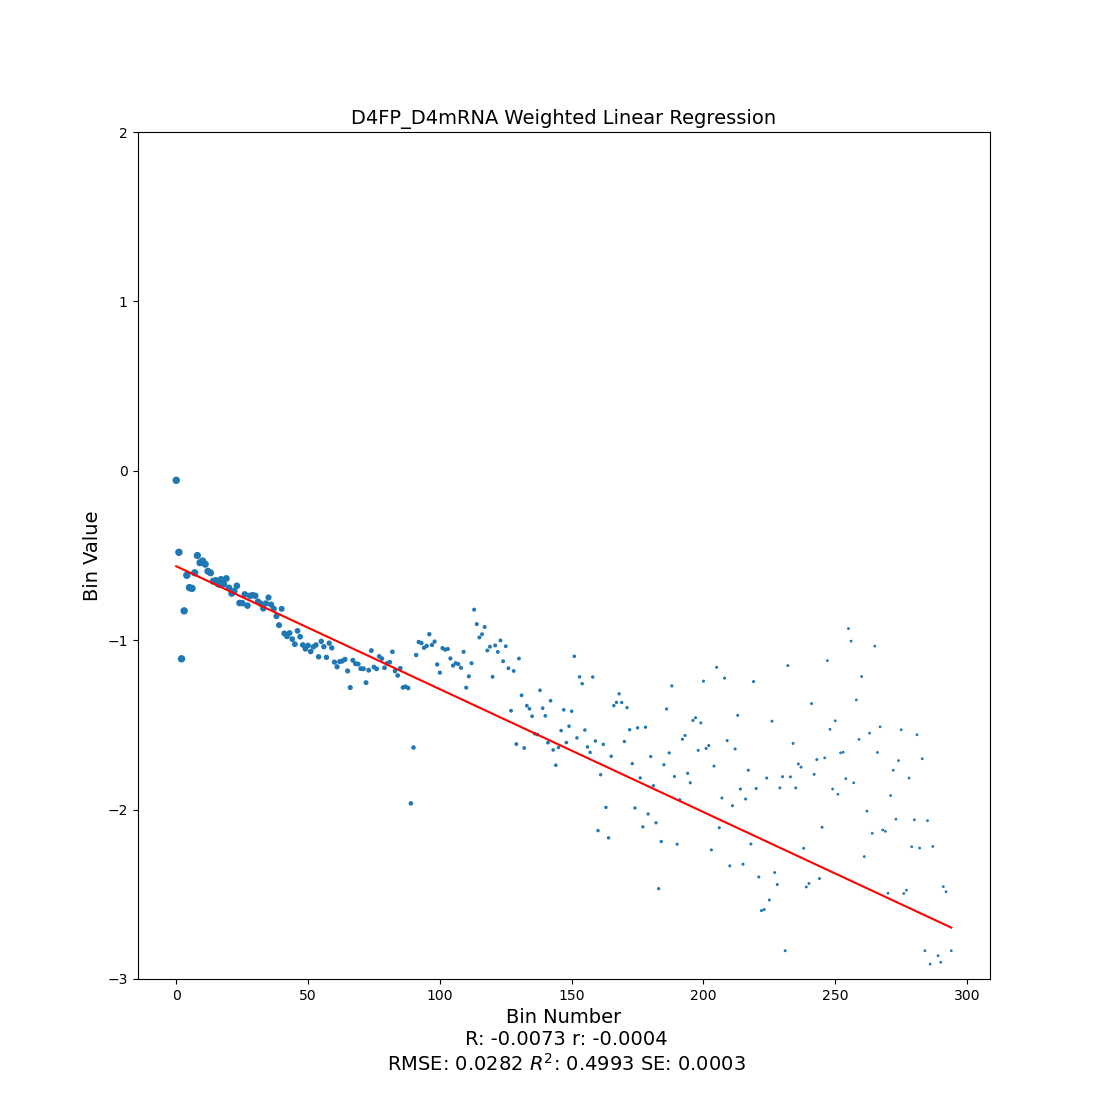 D4FP_D4mRNA Weighted Linear Regression
2
1
0
−1
−2
−3
Bin Value
0 50 100 150 200 250 300
Bin Number
R: -0.0073 r: -0.0004
RMSE: 0.0282 R²: 0.4993 SE: 0.0003